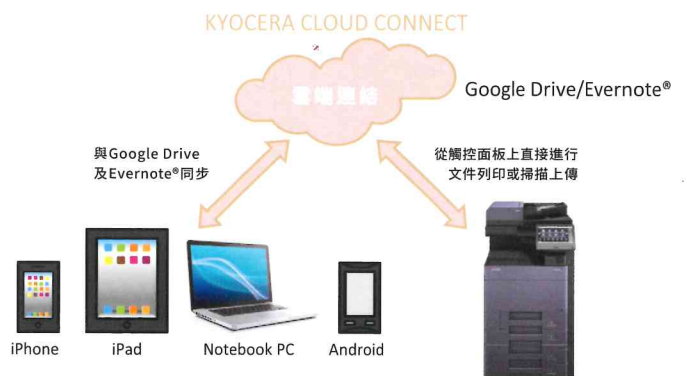 KYOCERA CLOUD CONNECT
雲端連結
Google Drive/Evernote®
與Google Drive
及Evernote®同步
從觸控面板上直接進行
文件列印或掃描上傳
iPhone
iPad
Notebook PC
Android